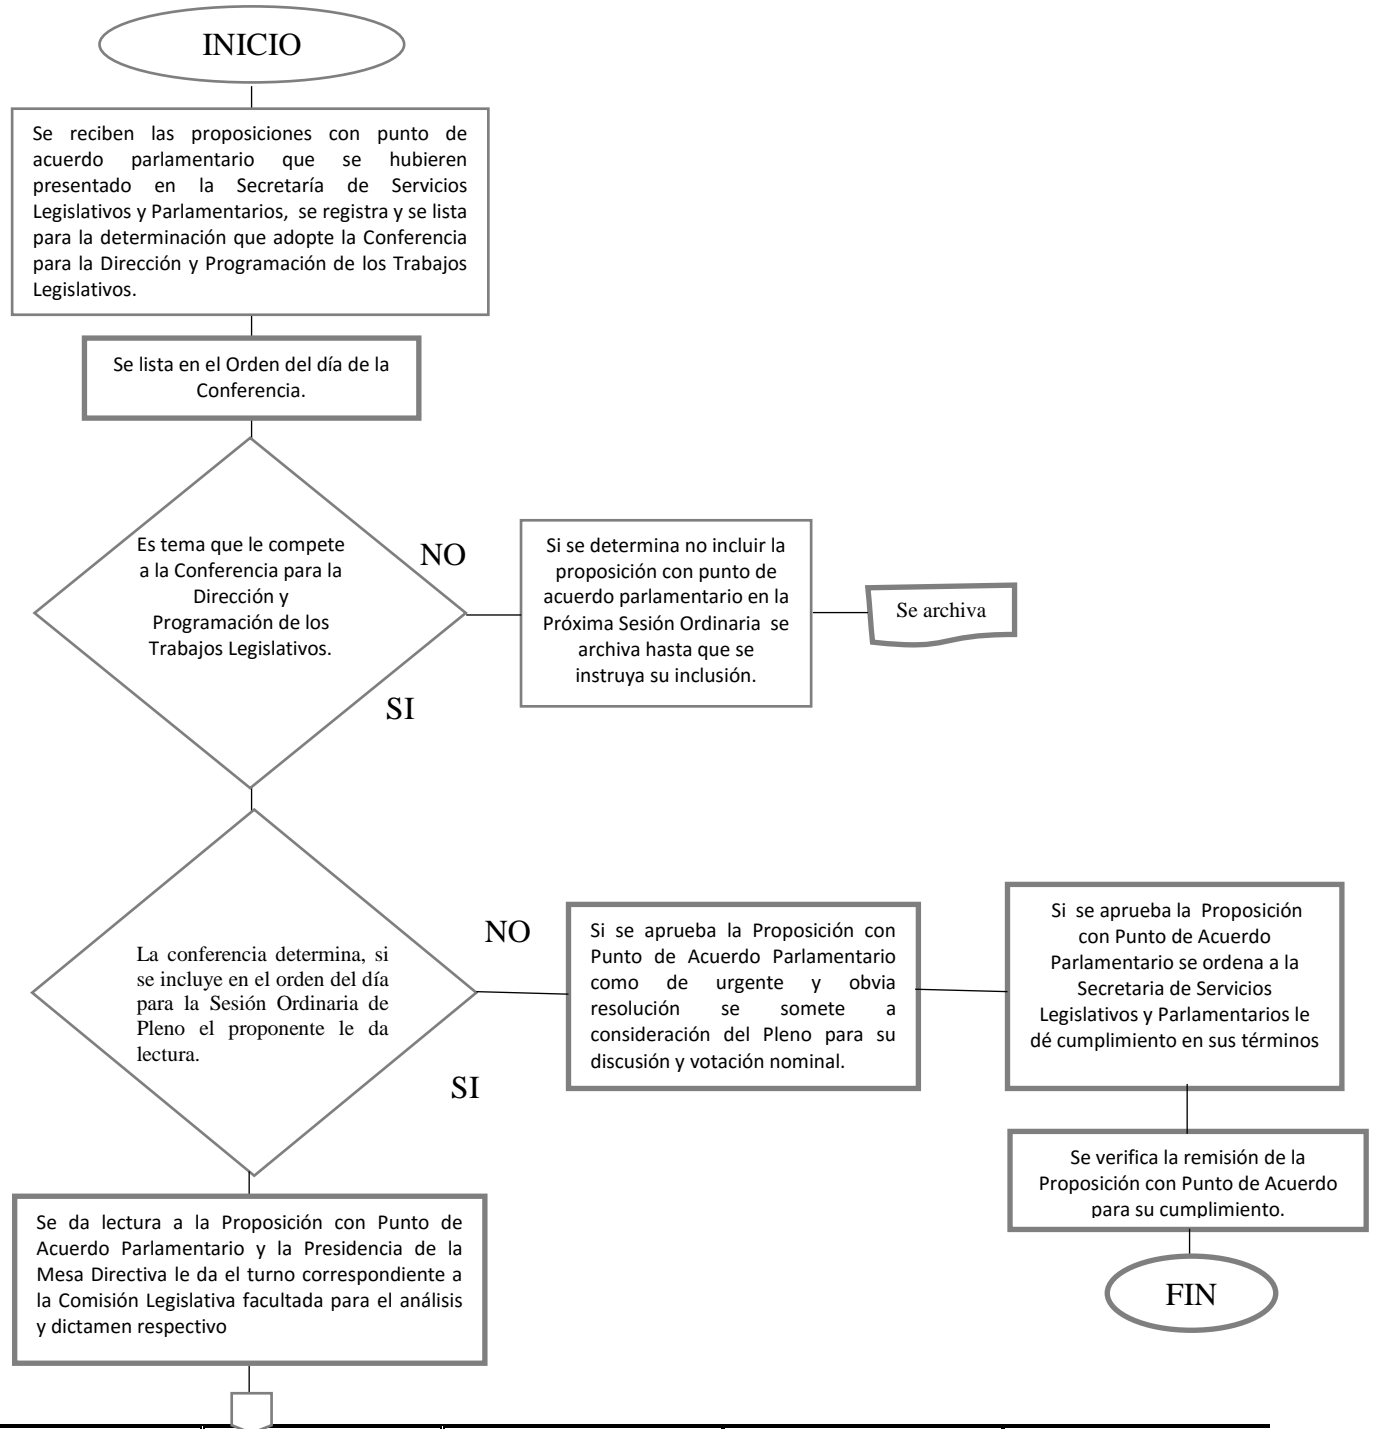 INICIO
Se reciben las proposiciones con punto de
acuerdo parlamentario que se hubieren
presentado en la Secretaría de Servicios
Legislativos y Parlamentarios, se registra y se lista
para la determinación que adopte la Conferencia
para la Dirección y Programación de los Trabajos
Legislativos.
Se lista en el Orden del día de la
Conferencia.
Es tema que le compete
a la Conferencia para la
Dirección y
Programación de los
Trabajos Legislativos.
NO
SI
Si se determina no incluir la
proposición con punto de
acuerdo parlamentario en la
Próxima Sesión Ordinaria se
archiva hasta que se
instruya su inclusión.
Se archiva
La conferencia determina, si
se incluye en el orden del día
para la Sesión Ordinaria de
Pleno el proponente le da
lectura.
NO
SI
Si se aprueba la Proposición con
Punto de Acuerdo Parlamentario
como de urgente y obvia
resolución se somete a
consideración del Pleno para su
discusión y votación nominal.
Si se aprueba la Proposición
con Punto de Acuerdo
Parlamentario se ordena a la
Secretaria de Servicios
Legislativos y Parlamentarios le
dé cumplimiento en sus términos
Se verifica la remisión de la
Proposición con Punto de Acuerdo
para su cumplimiento.
FIN
Se da lectura a la Proposición con Punto de
Acuerdo Parlamentario y la Presidencia de la
Mesa Directiva le da el turno correspondiente a
la Comisión Legislativa facultada para el análisis
y dictamen respectivo